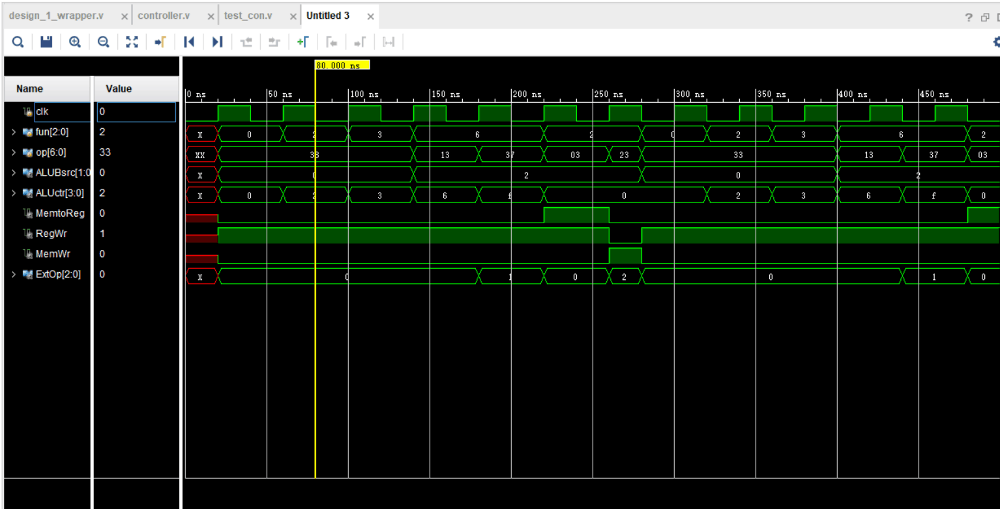 design_1_wrapper.v × controller.v × test_con.v × Untitled 3 × ?
80.000 ns
Name Value
0 ns 50 ns 100 ns 150 ns 200 ns 250 ns 300 ns 350 ns 400 ns 450 ns
clk 0
> fun[2:0] 2 X 0 2 3 6 2 0 2 3 6 2
> op[6:0] 33 XX 33 13 37 03 23 33 13 37 03
> ALUBsrc[1:0 0 X 0 2 0 2
> ALUctr[3:0] 2 X 0 2 3 6 f 0 2 3 6 f 0
MemtoReg 0
RegWr 1
MemWr 0
> ExtOp[2:0] 0 X 0 1 0 2 0 1 0